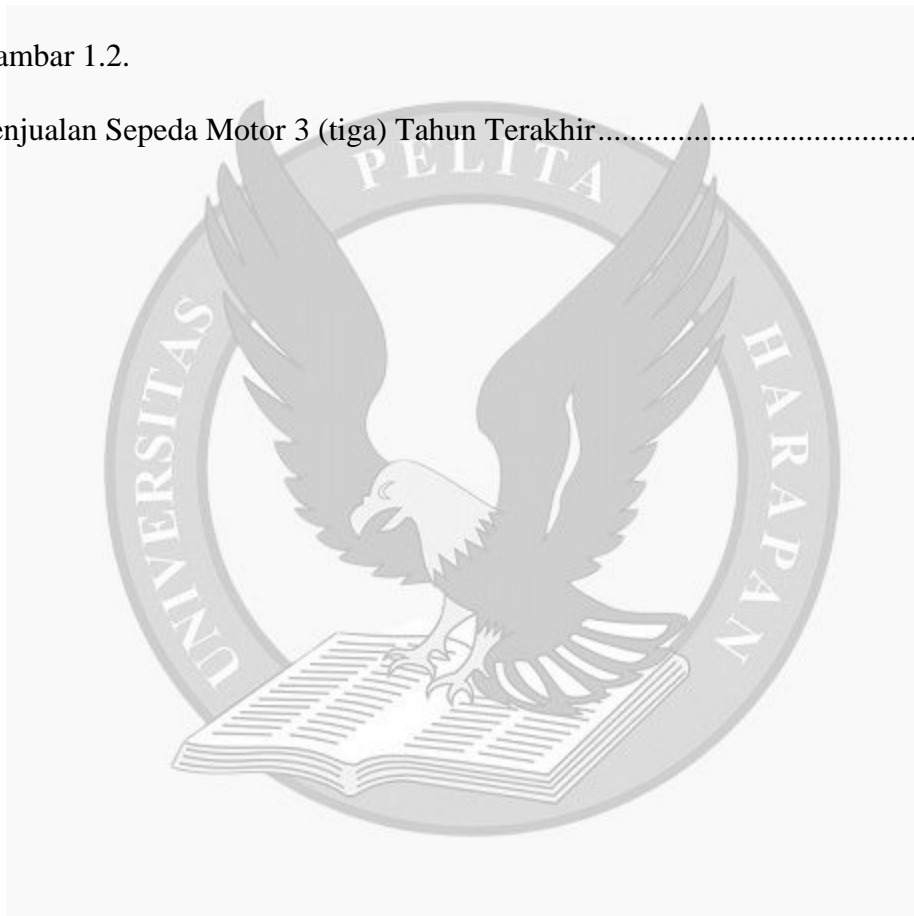 ambar 1.2.
enjualan Sepeda Motor 3 (tiga) Tahun Terakhir....................................
UNIVERSITAS PELITA HARAPAN